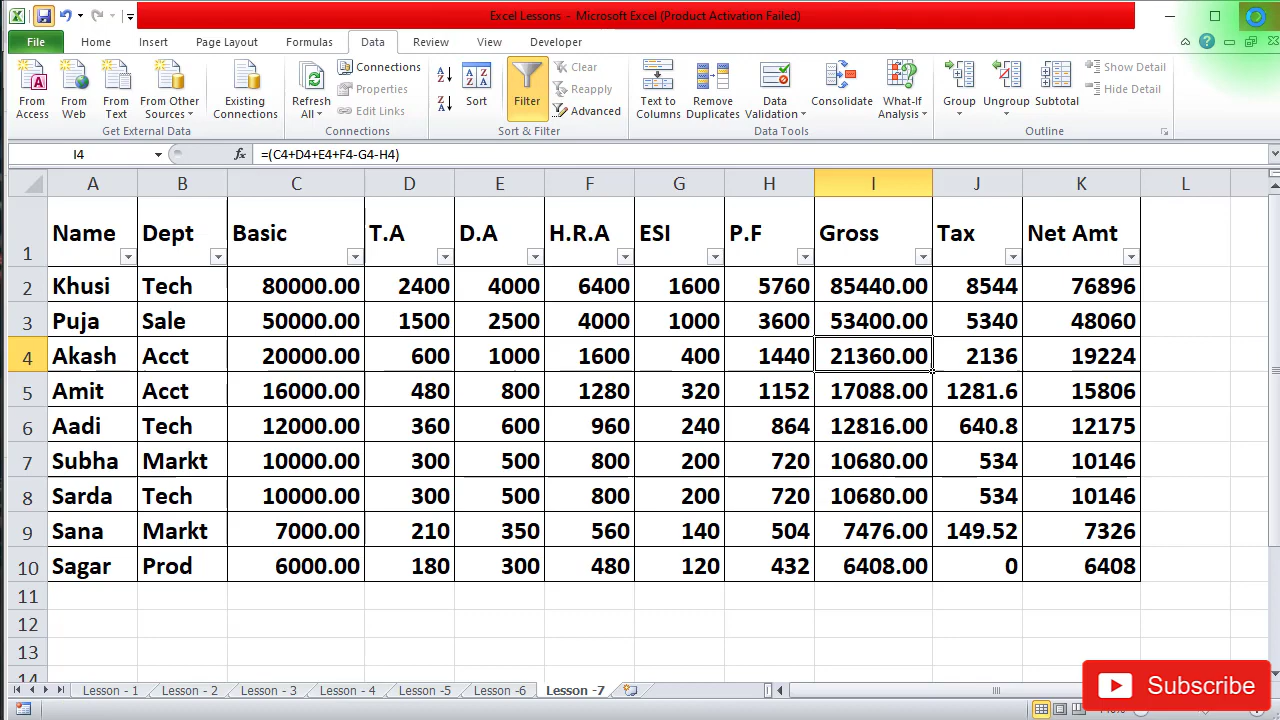 Excel Lessons - Microsoft Excel (Product Activation Failed)
File Home Insert Page Layout Formulas Data Review View Developer
From Access From Web From Text From Other Sources Existing Connections Refresh All Connections Properties Edit Links Sort Filter Clear Reapply Advanced Text to Columns Remove Duplicates Data Validation Consolidate What-If Analysis Group Ungroup Subtotal Show Detail Hide Detail
Get External Data Connections Sort & Filter Data Tools Outline
I4 fx =(C4+D4+E4+F4-G4-H4)
A B C D E F G H I J K L
1 Name Dept Basic T.A D.A H.R.A ESI P.F Gross Tax Net Amt
2 Khusi Tech 80000.00 2400 4000 6400 1600 5760 85440.00 8544 76896
3 Puja Sale 50000.00 1500 2500 4000 1000 3600 53400.00 5340 48060
4 Akash Acct 20000.00 600 1000 1600 400 1440 21360.00 2136 19224
5 Amit Acct 16000.00 480 800 1280 320 1152 17088.00 1281.6 15806
6 Aadi Tech 12000.00 360 600 960 240 864 12816.00 640.8 12175
7 Subha Markt 10000.00 300 500 800 200 720 10680.00 534 10146
8 Sarda Tech 10000.00 300 500 800 200 720 10680.00 534 10146
9 Sana Markt 7000.00 210 350 560 140 504 7476.00 149.52 7326
10 Sagar Prod 6000.00 180 300 480 120 432 6408.00 0 6408
11
12
13
Lesson - 1 Lesson - 2 Lesson - 3 Lesson - 4 Lesson -5 Lesson -6 Lesson -7
Subscribe